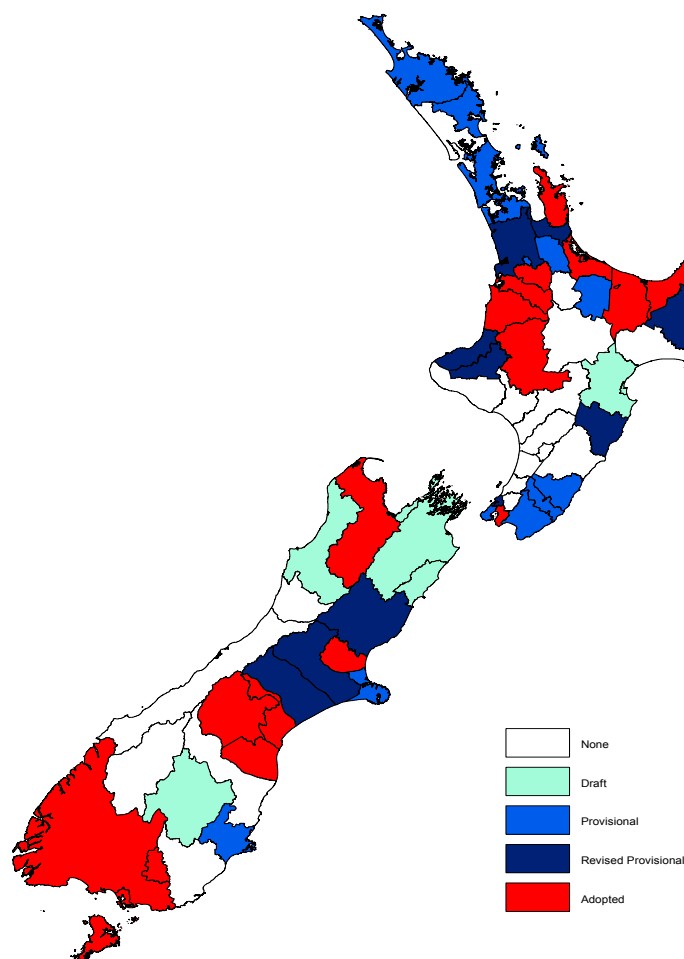 None
Draft
Provisional
Revised Provisional
Adopted